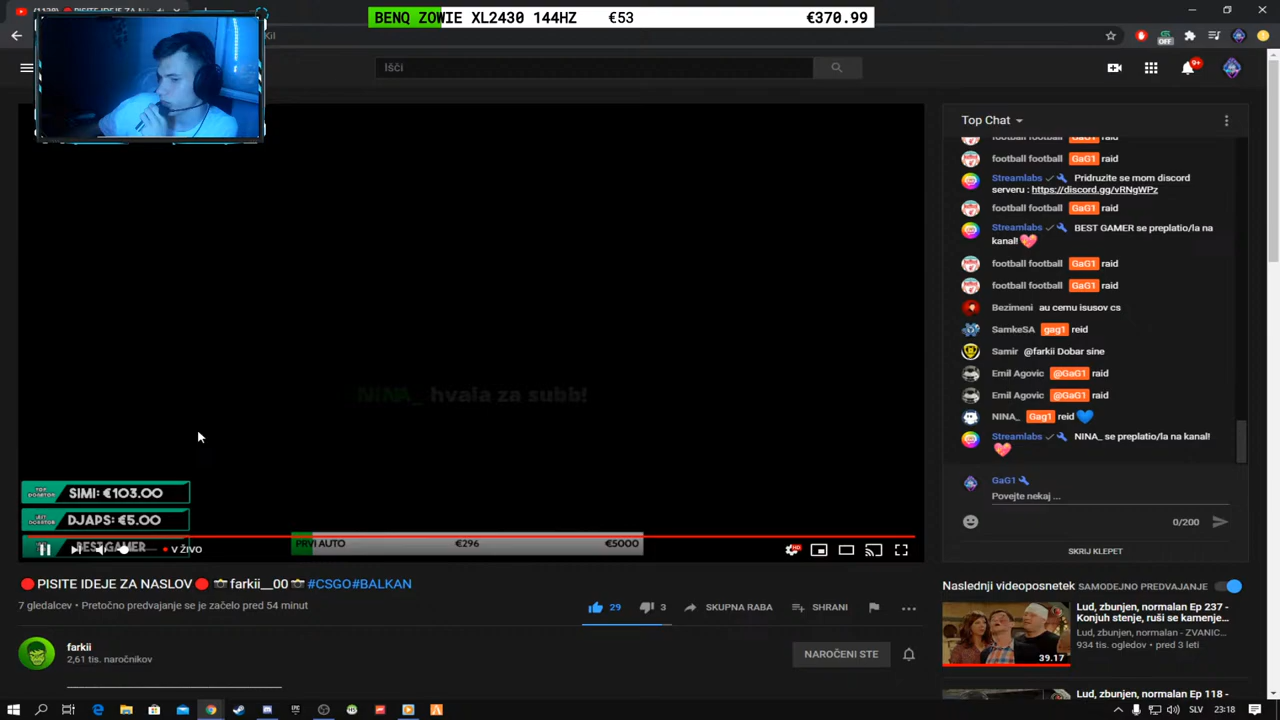 BENQ ZOWIE XL2430 144HZ €53 €370.99
Išči
9+
OFF
Top Chat
football football GaG1 raid
football football GaG1 raid
Streamlabs Pridruzite se mom discord
serveru : https://discord.gg/vRNgWPz
football football GaG1 raid
Streamlabs BEST GAMER se preplatio/la na
kanal!
football football GaG1 raid
football football GaG1 raid
Bezimeni au cemu isusov cs
SamkeSA gag1 reid
Samir @farkii Dobar sine
Emil Agovic @GaG1 raid
Emil Agovic @GaG1 raid
NINA_ Gag1 reid
Streamlabs NINA_ se preplatio/la na kanal!
GaG1
Povejte nekaj ...
0/200
SKRIJ KLEPET
NINA_ hvala za subb!
TOP DONATOR SIMI: €103.00
DJAPS: €5.00
BEST GAMER
V ŽIVO
PRVI AUTO €296 €5000
HD
PISITE IDEJE ZA NASLOV farkii__00 #CSGO#BALKAN
7 gledalcev • Pretočno predvajanje se je začelo pred 54 minut
29 3 SKUPNA RABA SHRANI
farkii
2,61 tis. naročnikov
NAROČENI STE
Naslednji videoposnetek SAMODEJNO PREDVAJANJE
Lud, zbunjen, normalan Ep 237 -
Konjuh stenje, ruši se kamenje...
Lud, zbunjen, normalan - ZVANIC...
934 tis. ogledov • pred 3 leti
39.17
Lud, zbunjen, normalan Ep 118 -
SLV 23:18